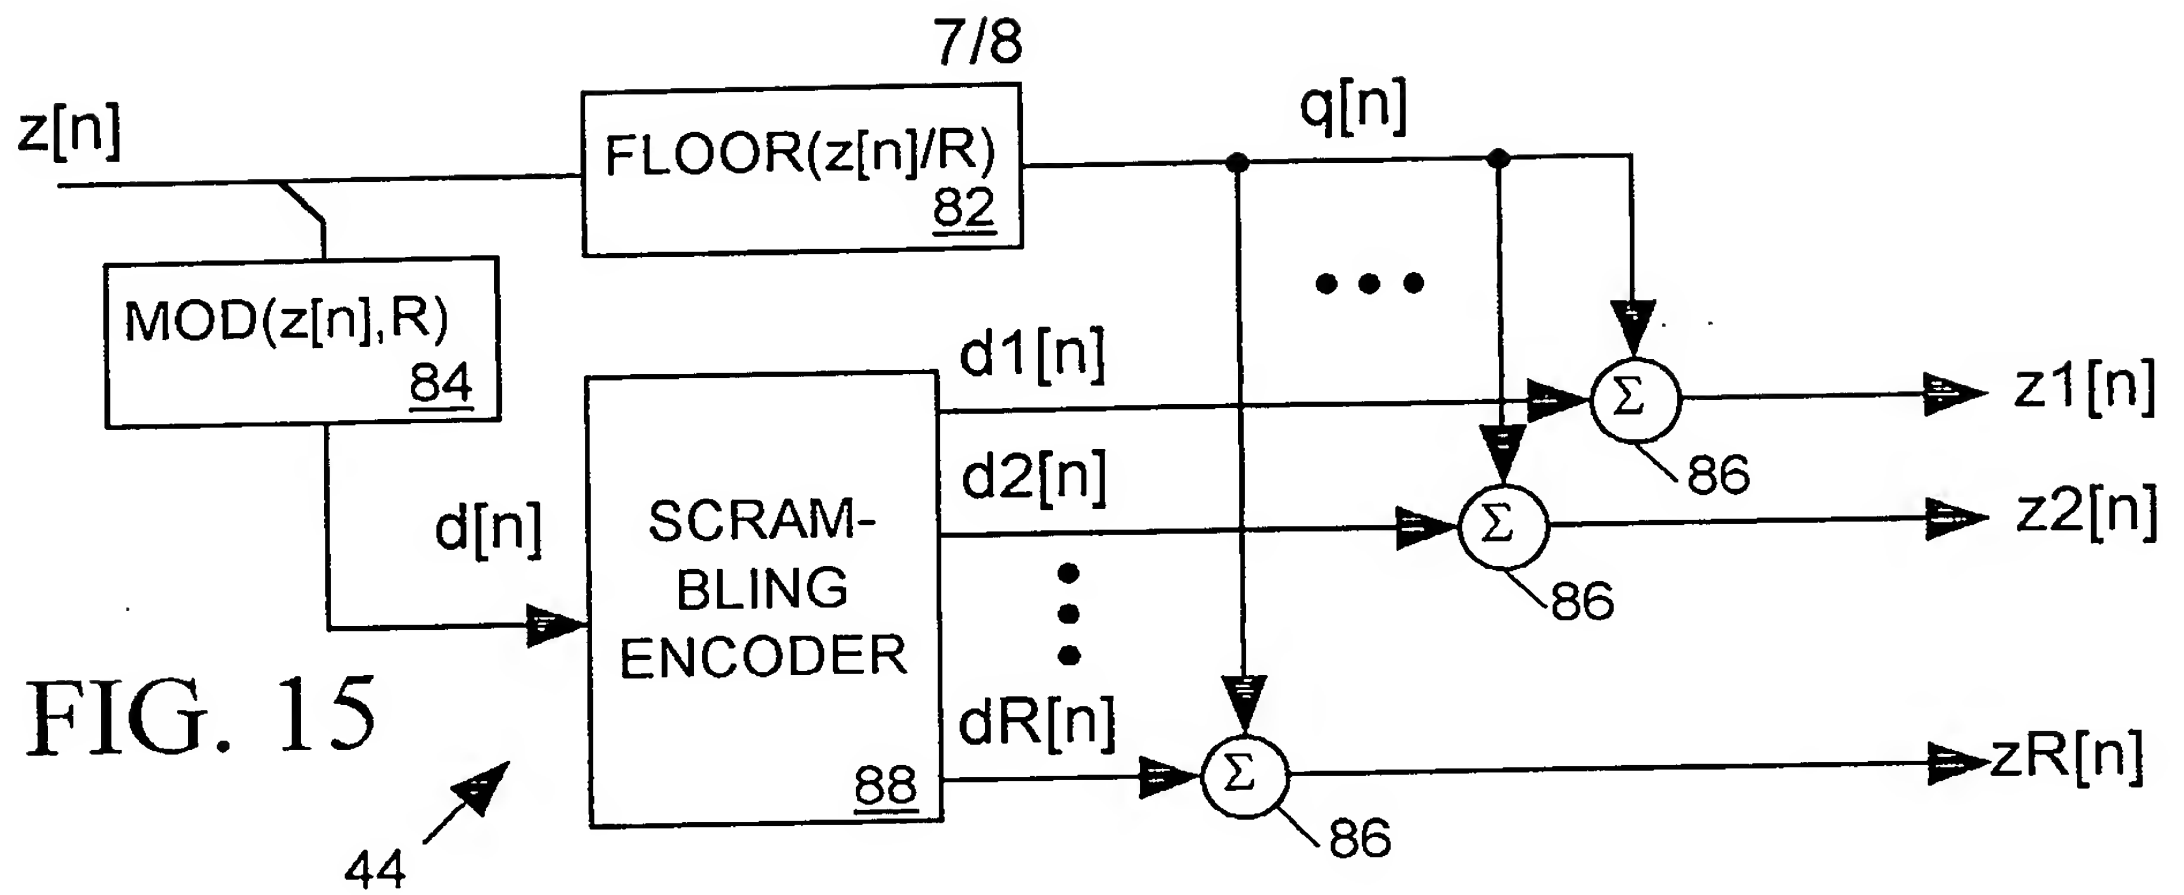 7/8
z[n]
FLOOR(z[n]/R)
82
q[n]
MOD(z[n],R)
84
d1[n]
Σ
z1[n]
86
d2[n]
Σ
z2[n]
86
d[n]
SCRAM-
BLING
ENCODER
88
dR[n]
Σ
zR[n]
86
FIG. 15
44